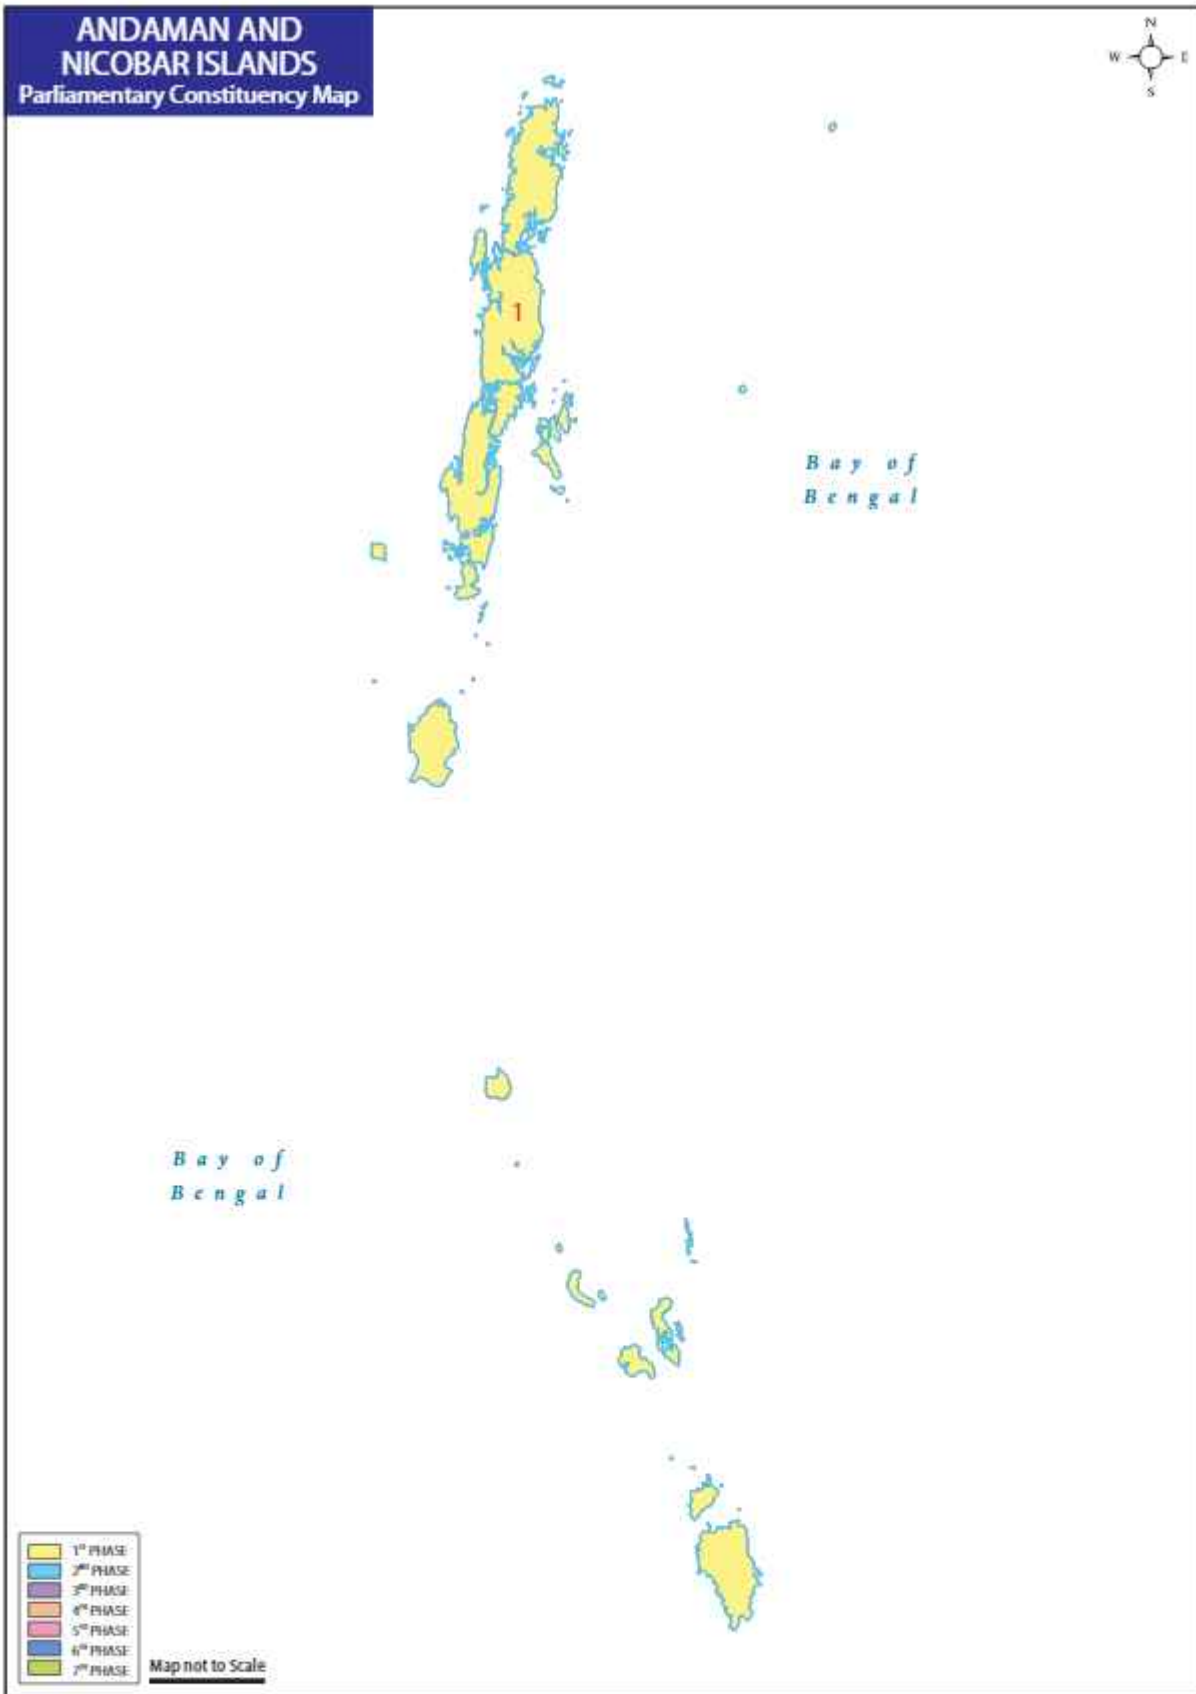 ANDAMAN AND
NICOBAR ISLANDS
Parliamentary Constituency Map
N
W E
S
1
Bay of
Bengal
Bay of
Bengal
1ST PHASE
2ND PHASE
3RD PHASE
4TH PHASE
5TH PHASE
6TH PHASE
7TH PHASE
Map not to Scale